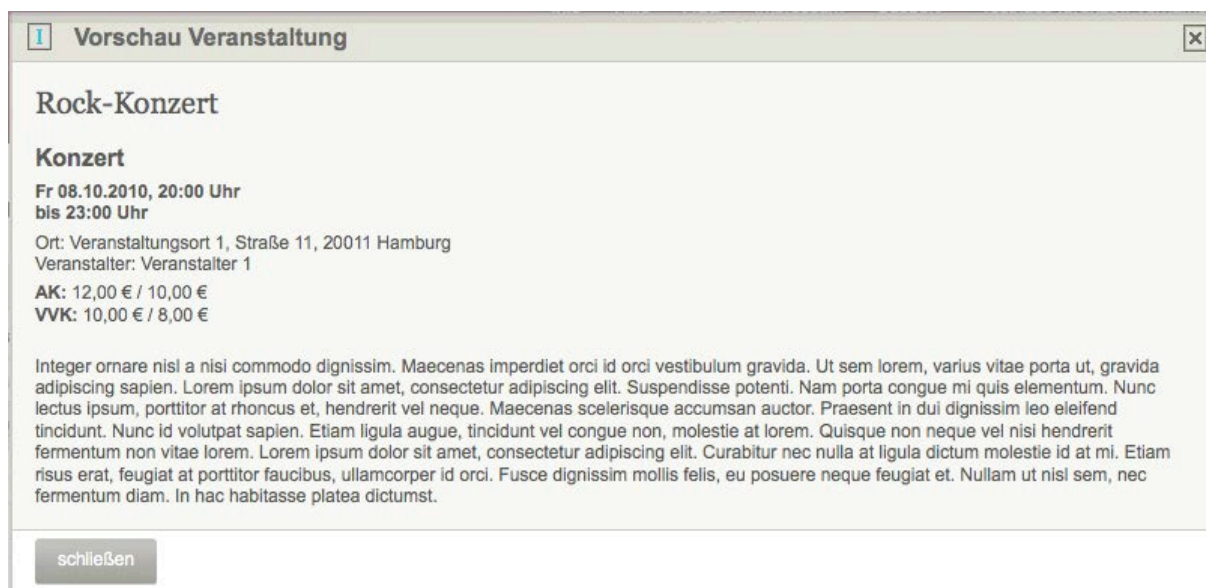 I Vorschau Veranstaltung
Rock-Konzert
Konzert
Fr 08.10.2010, 20:00 Uhr
bis 23:00 Uhr
Ort: Veranstaltungsort 1, Straße 11, 20011 Hamburg
Veranstalter: Veranstalter 1
AK: 12,00 € / 10,00 €
VVK: 10,00 € / 8,00 €
Integer ornare nisl a nisi commodo dignissim. Maecenas imperdiet orci id orci vestibulum gravida. Ut sem lorem, varius vitae porta ut, gravida
adipiscing sapien. Lorem ipsum dolor sit amet, consectetur adipiscing elit. Suspendisse potenti. Nam porta congue mi quis elementum. Nunc
lectus ipsum, porttitor at rhoncus et, hendrerit vel neque. Maecenas scelerisque accumsan auctor. Praesent in dui dignissim leo eleifend
tincidunt. Nunc id volutpat sapien. Etiam ligula augue, tincidunt vel congue non, molestie at lorem. Quisque non neque vel nisi hendrerit
fermentum non vitae lorem. Lorem ipsum dolor sit amet, consectetur adipiscing elit. Curabitur nec nulla at ligula dictum molestie id at mi. Etiam
risus erat, feugiat at porttitor faucibus, ullamcorper id orci. Fusce dignissim mollis felis, eu posuere neque feugiat et. Nullam ut nisl sem, nec
fermentum diam. In hac habitasse platea dictumst.
schließen